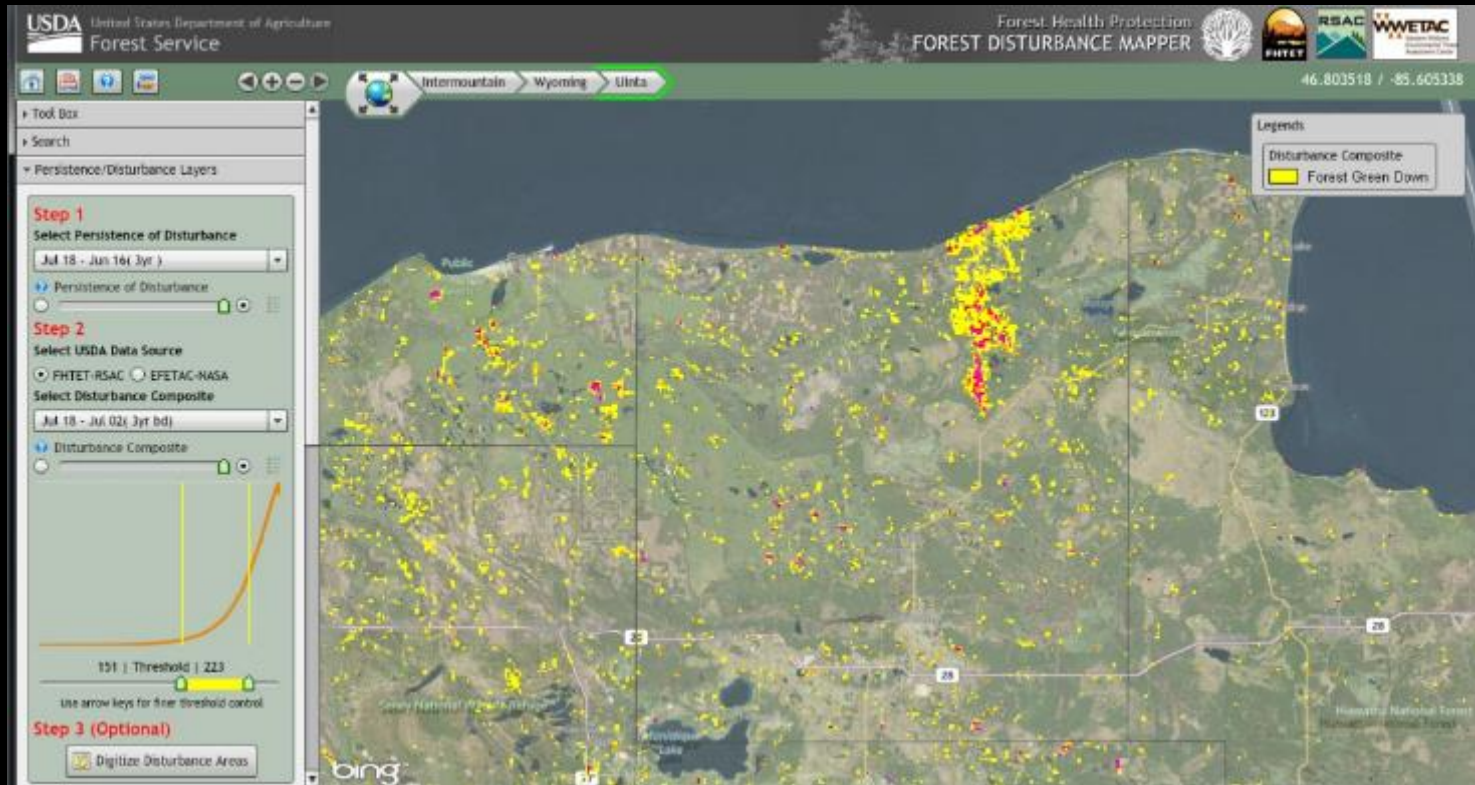 USDA United States Department of Agriculture
Forest Service
Forest Health Protection
FOREST DISTURBANCE MAPPER
FHTET
RSAC
WWETAC
Intermountain
Wyoming
Uinta
46.803518 / -85.605338
Tool Box
Search
Persistence/Disturbance Layers
Step 1
Select Persistence of Disturbance
Jul 18 - Jun 16( 3yr )
Persistence of Disturbance
Step 2
Select USDA Data Source
FHTET-RSAC EFETAC-NASA
Select Disturbance Composite
Jul 18 - Jul 02( 3yr bd)
Disturbance Composite
151 | Threshold | 223
Use arrow keys for finer threshold control
Step 3 (Optional)
Digitize Disturbance Areas
Legends
Disturbance Composite
Forest Green Down
Public
123
28
28
Lake
Hiawatha National Forest
bing